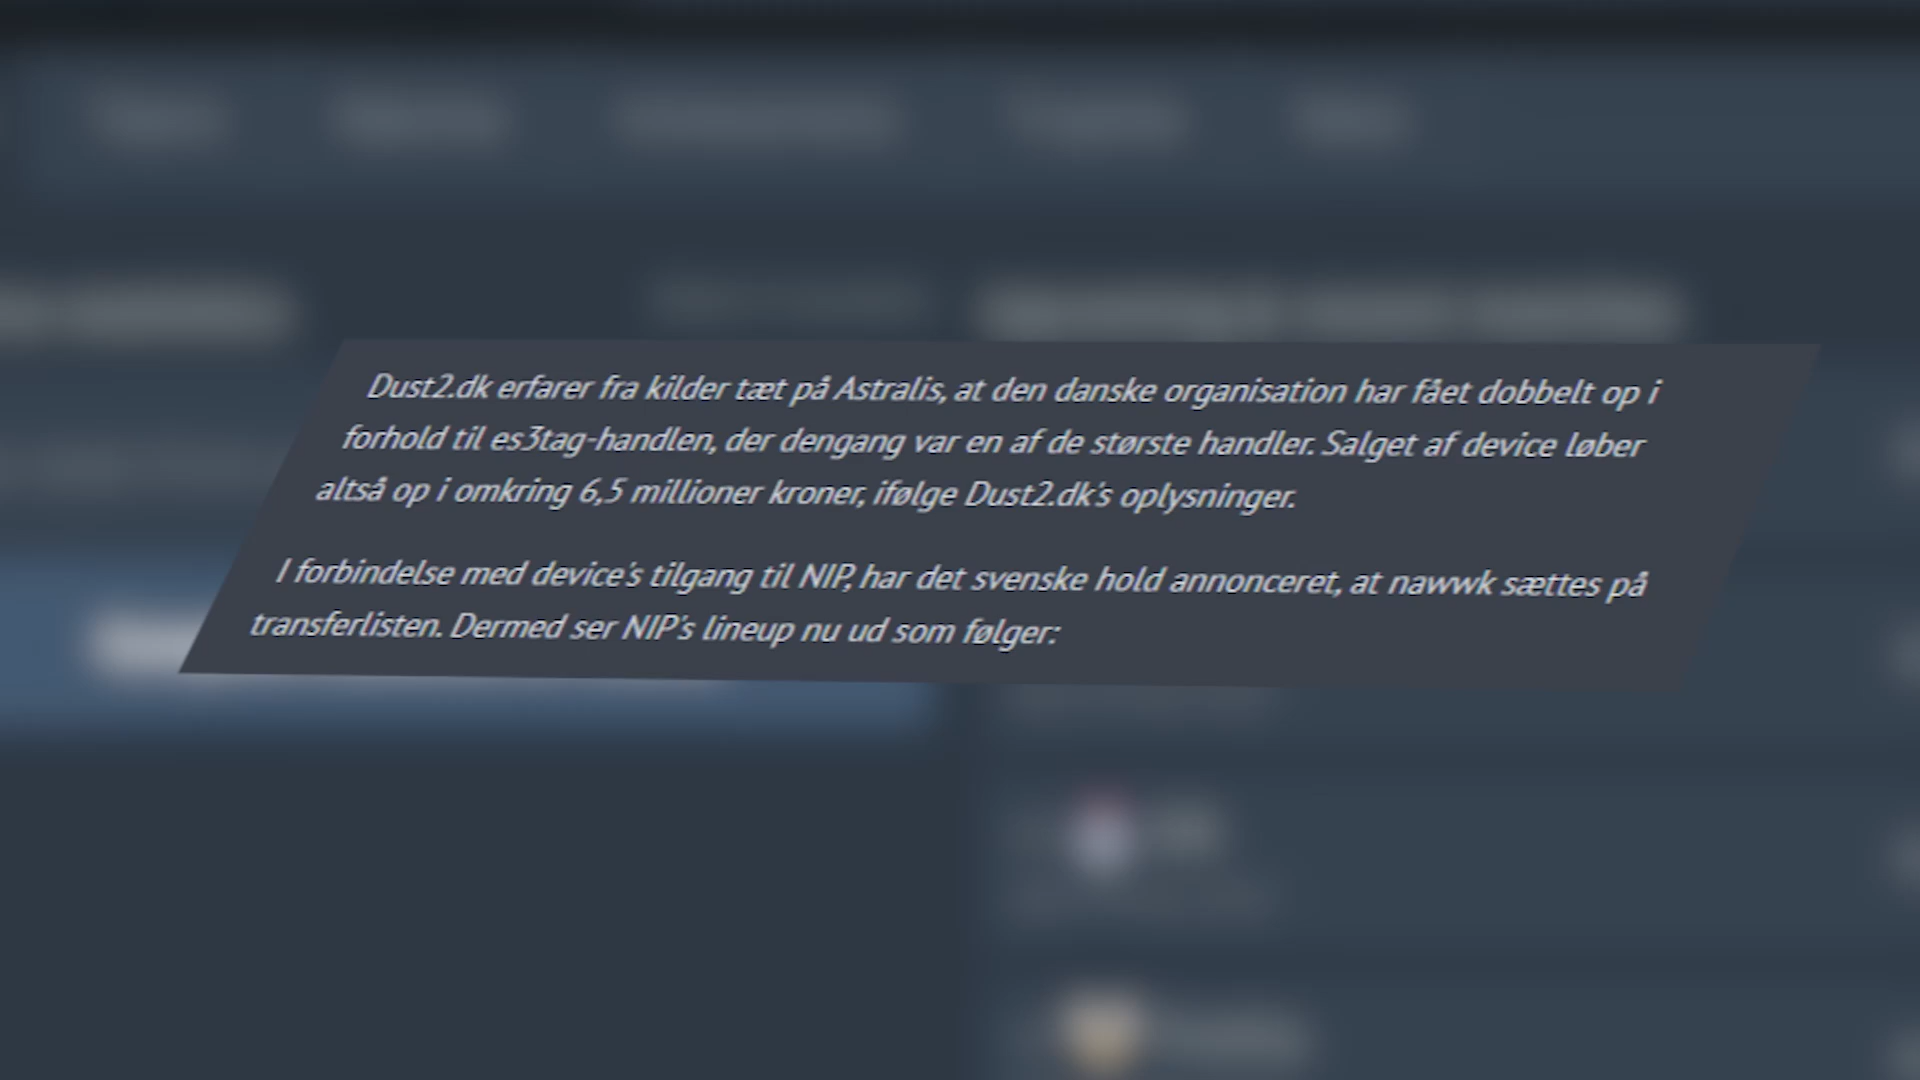 Dust2.dk erfarer fra kilder tæt på Astralis, at den danske organisation har fået dobbelt op i
forhold til es3tag-handlen, der dengang var en af de største handler. Salget af device løber
altså op i omkring 6,5 millioner kroner, ifølge Dust2.dk's oplysninger.
I forbindelse med device's tilgang til NIP, har det svenske hold annonceret, at nawwk sættes på
transferlisten. Dermed ser NIP's lineup nu ud som følger: